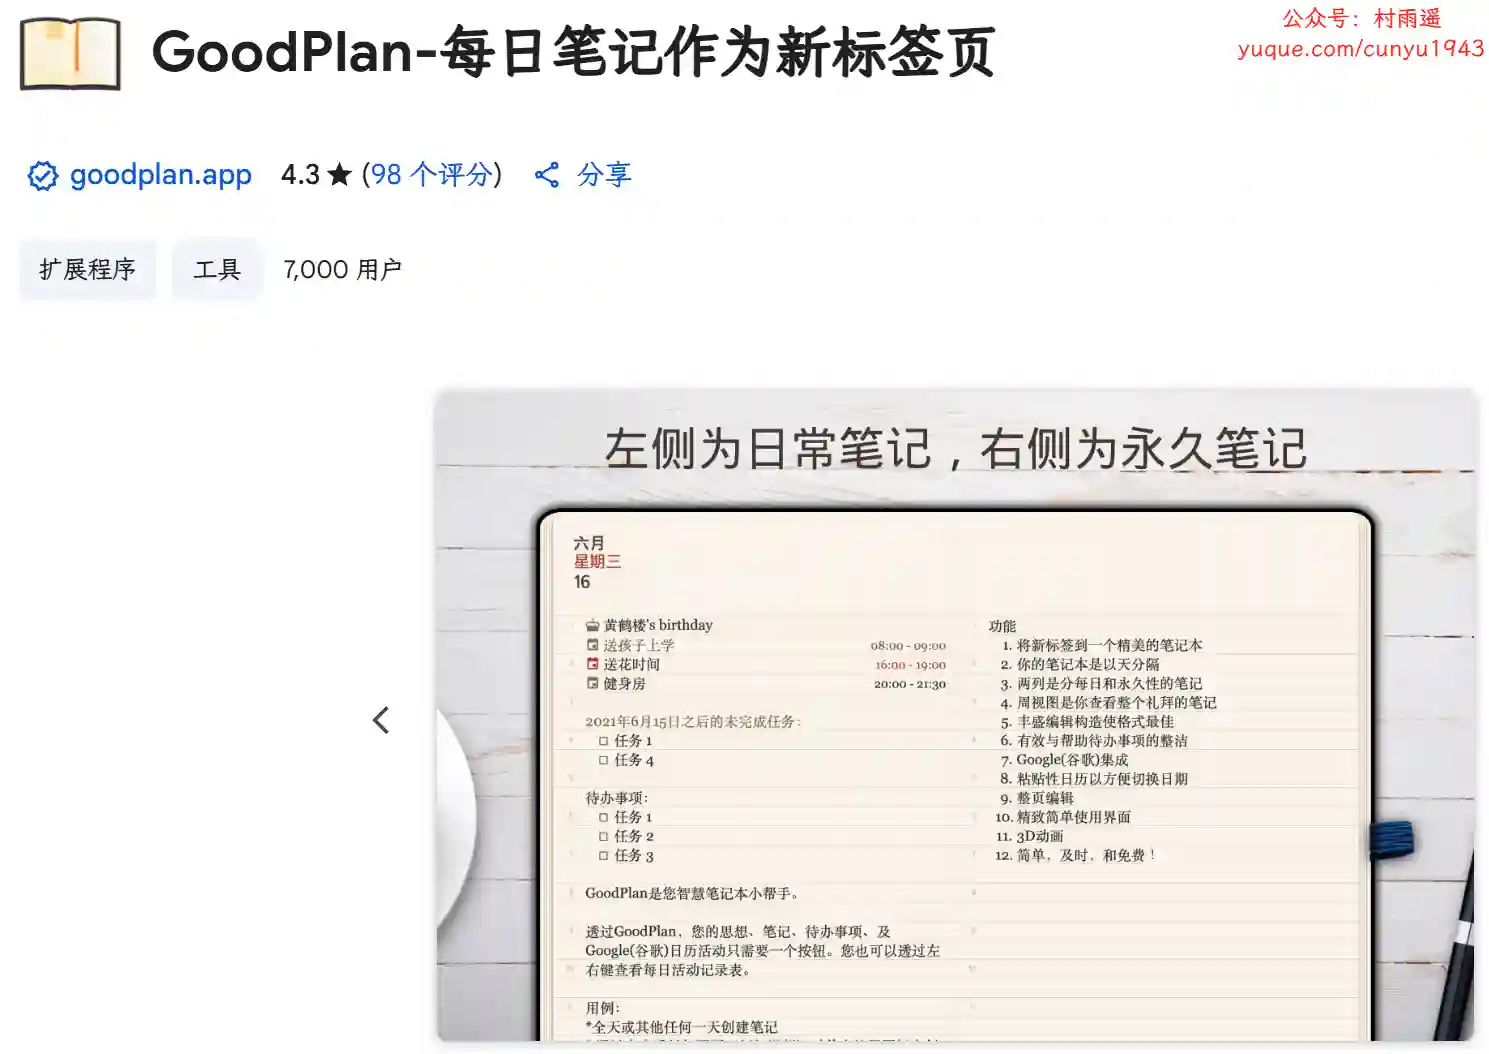 GoodPlan-每日笔记作为新标签页
公众号：村雨遥
yuque.com/cunyu1943
goodplan.app 4.3 ★ (98 个评分) 分享
扩展程序 工具 7,000 用户
左侧为日常笔记，右侧为永久笔记
六月
星期三
16
黄鹤楼's birthday
送孩子上学 08:00 - 09:00
送花时间 16:00 - 19:00
健身房 20:00 - 21:30
2021年6月15日之后的未完成任务：
任务 1
任务 4
待办事项：
任务 1
任务 2
任务 3
GoodPlan是您智慧笔记本小帮手。
透过GoodPlan，您的思想、笔记、待办事项、及
Google(谷歌)日历活动只需要一个按钮。您也可以透过左
右键查看每日活动记录表。
用例：
*全天或其他任何一天创建笔记
功能
1. 将新标签到一个精美的笔记本
2. 你的笔记本是以天分隔
3. 两列是分每日和永久性的笔记
4. 周视图是你查看整个礼拜的笔记
5. 丰盛编辑构造使格式最佳
6. 有效与帮助待办事项的整洁
7. Google(谷歌)集成
8. 粘贴性日历以方便切换日期
9. 整页编辑
10. 精致简单使用界面
11. 3D动画
12. 简单，及时，和免费！